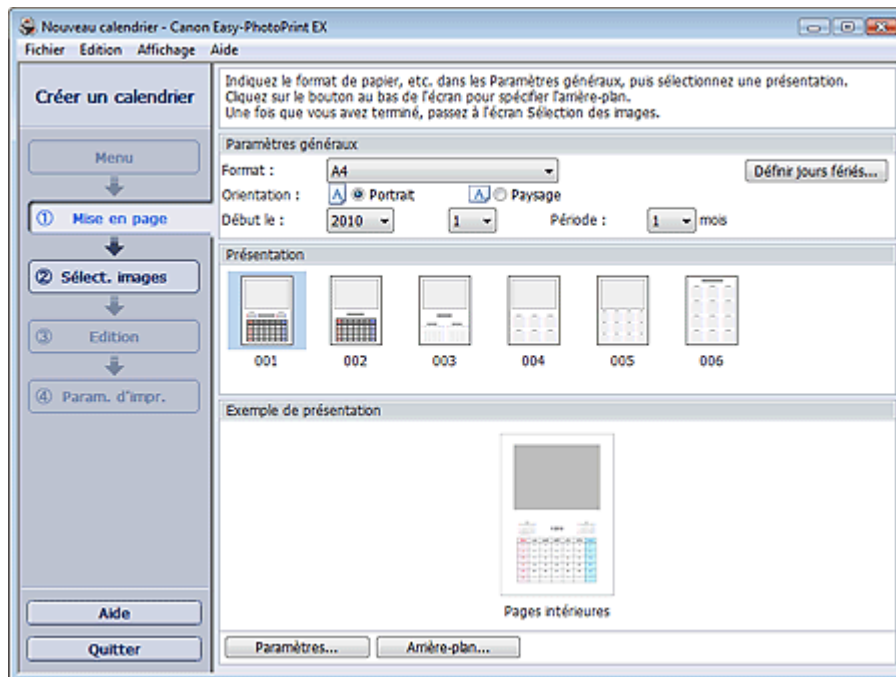 Nouveau calendrier - Canon Easy-PhotoPrint EX
Fichier Edition Affichage Aide
Créer un calendrier
Menu
① Mise en page
② Sélect. images
③ Edition
④ Param. d'impr.
Aide
Quitter
Indiquez le format de papier, etc. dans les Paramètres généraux, puis sélectionnez une présentation.
Cliquez sur le bouton au bas de l'écran pour spécifier l'arrière-plan.
Une fois que vous avez terminé, passez à l'écran Sélection des images.
Paramètres généraux
Format : A4 Définir jours fériés...
Orientation : A Portrait A Paysage
Début le : 2010 1 Période : 1 mois
Présentation
001 002 003 004 005 006
Exemple de présentation
Pages intérieures
Paramètres... Arrière-plan...